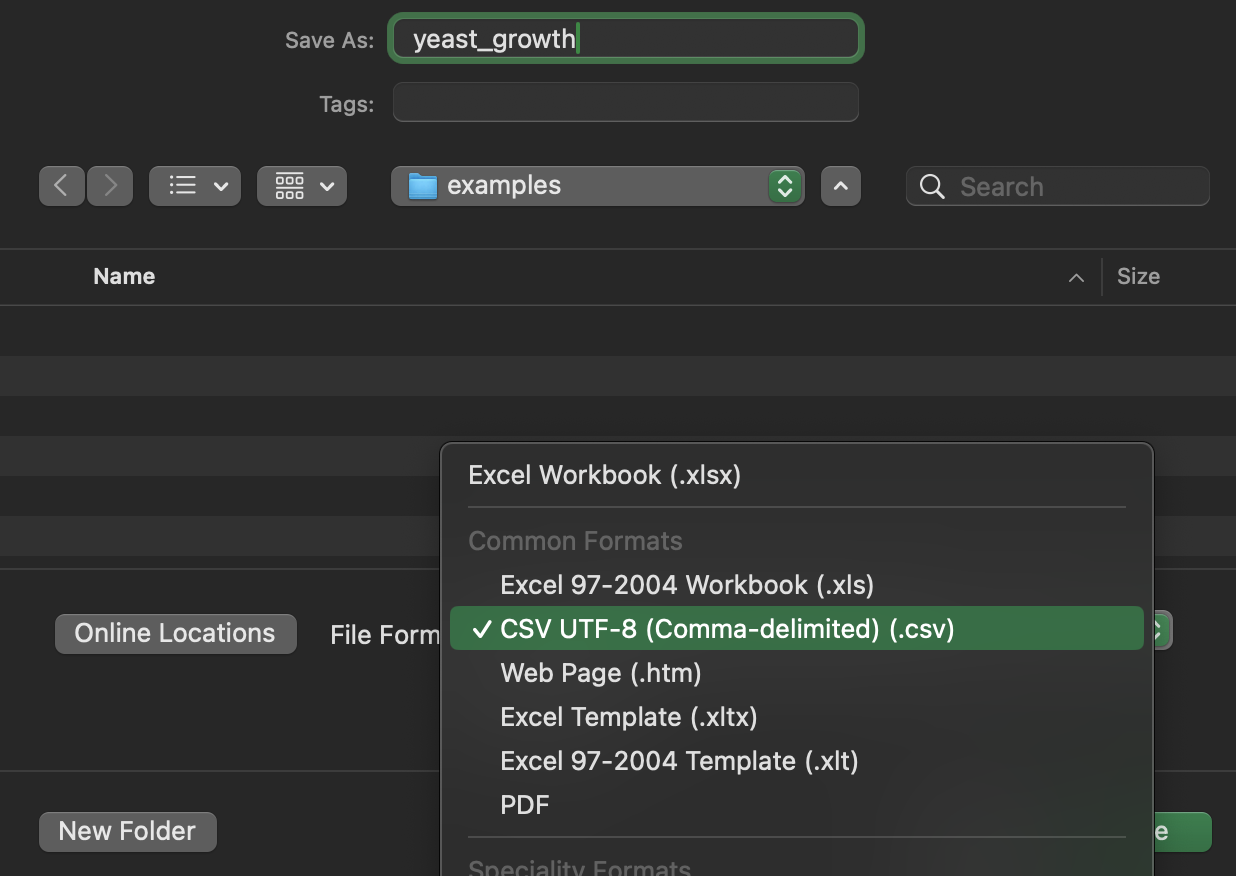 Save As: yeast_growth
Tags:
examples
Search
Name
Size
Excel Workbook (.xlsx)
Common Formats
Excel 97-2004 Workbook (.xls)
Online Locations
File Form
✓ CSV UTF-8 (Comma-delimited) (.csv)
Web Page (.htm)
Excel Template (.xltx)
Excel 97-2004 Template (.xlt)
PDF
New Folder
e
Speciality Formats